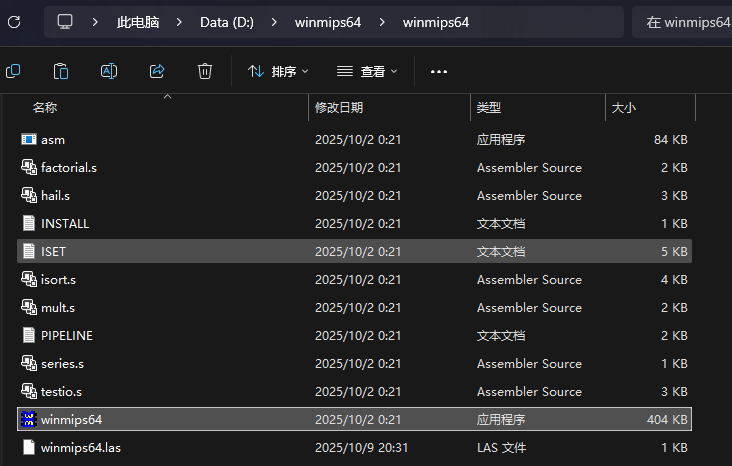 此电脑 > Data (D:) > winmips64 > winmips64 在 winmips64
排序 查看 ...
名称 修改日期 类型 大小
asm 2025/10/2 0:21 应用程序 84 KB
factorial.s 2025/10/2 0:21 Assembler Source 2 KB
hail.s 2025/10/2 0:21 Assembler Source 3 KB
INSTALL 2025/10/2 0:21 文本文档 1 KB
ISET 2025/10/2 0:21 文本文档 5 KB
isort.s 2025/10/2 0:21 Assembler Source 4 KB
mult.s 2025/10/2 0:21 Assembler Source 2 KB
PIPELINE 2025/10/2 0:21 文本文档 2 KB
series.s 2025/10/2 0:21 Assembler Source 1 KB
testio.s 2025/10/2 0:21 Assembler Source 3 KB
winmips64 2025/10/2 0:21 应用程序 404 KB
winmips64.las 2025/10/9 20:31 LAS 文件 1 KB